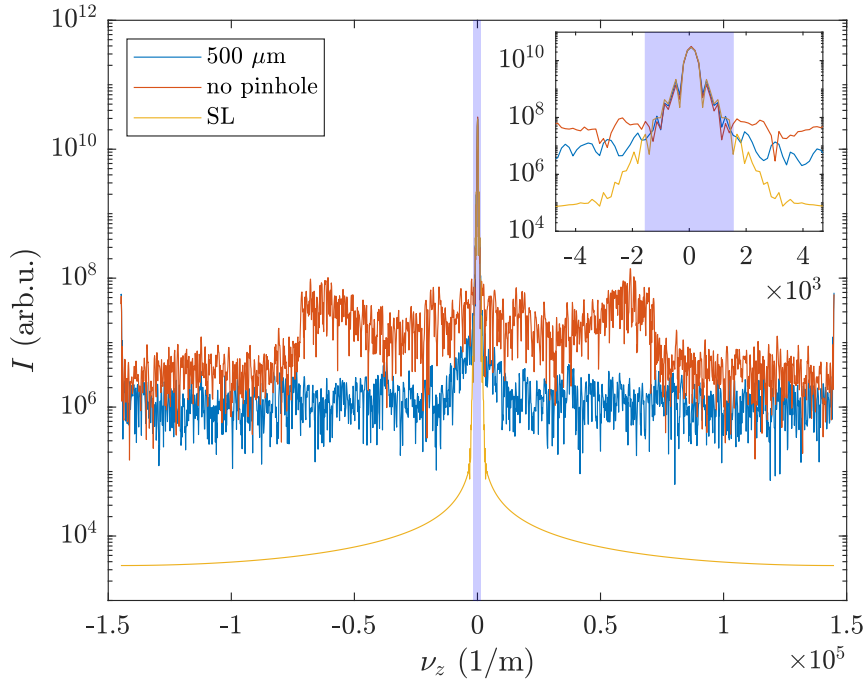 10^12
10^10
10^8
10^6
10^4
I (arb.u.)
500 μm
no pinhole
SL
10^10
10^8
10^6
10^4
-4 -2 0 2 4
×10^3
-1.5 -1 -0.5 0 0.5 1 1.5
ν_z (1/m)
×10^5